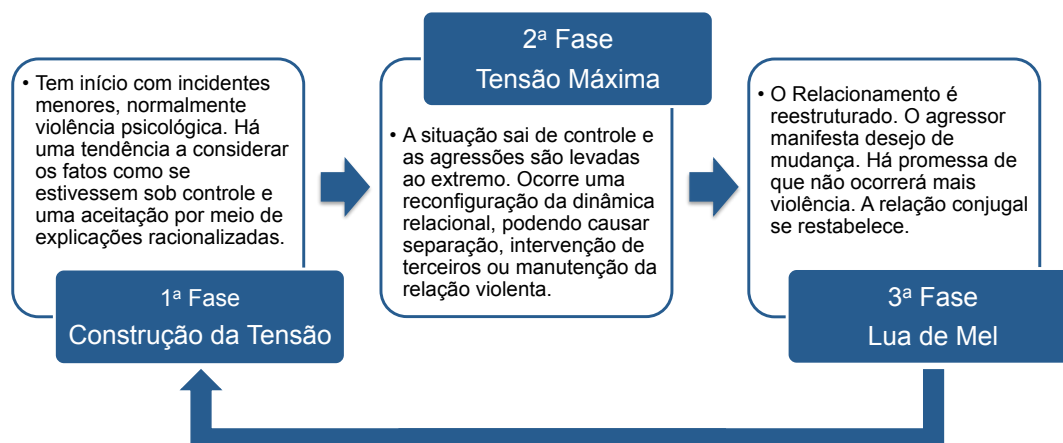 • Tem início com incidentes
menores, normalmente
violência psicológica. Há
uma tendência a considerar
os fatos como se
estivessem sob controle e
uma aceitação por meio de
explicações racionalizadas.
1ª Fase
Construção da Tensão
2ª Fase
Tensão Máxima
• A situação sai de controle e
as agressões são levadas
ao extremo. Ocorre uma
reconfiguração da dinâmica
relacional, podendo causar
separação, intervenção de
terceiros ou manutenção da
relação violenta.
• O Relacionamento é
reestruturado. O agressor
manifesta desejo de
mudança. Há promessa de
que não ocorrerá mais
violência. A relação conjugal
se restabelece.
3ª Fase
Lua de Mel